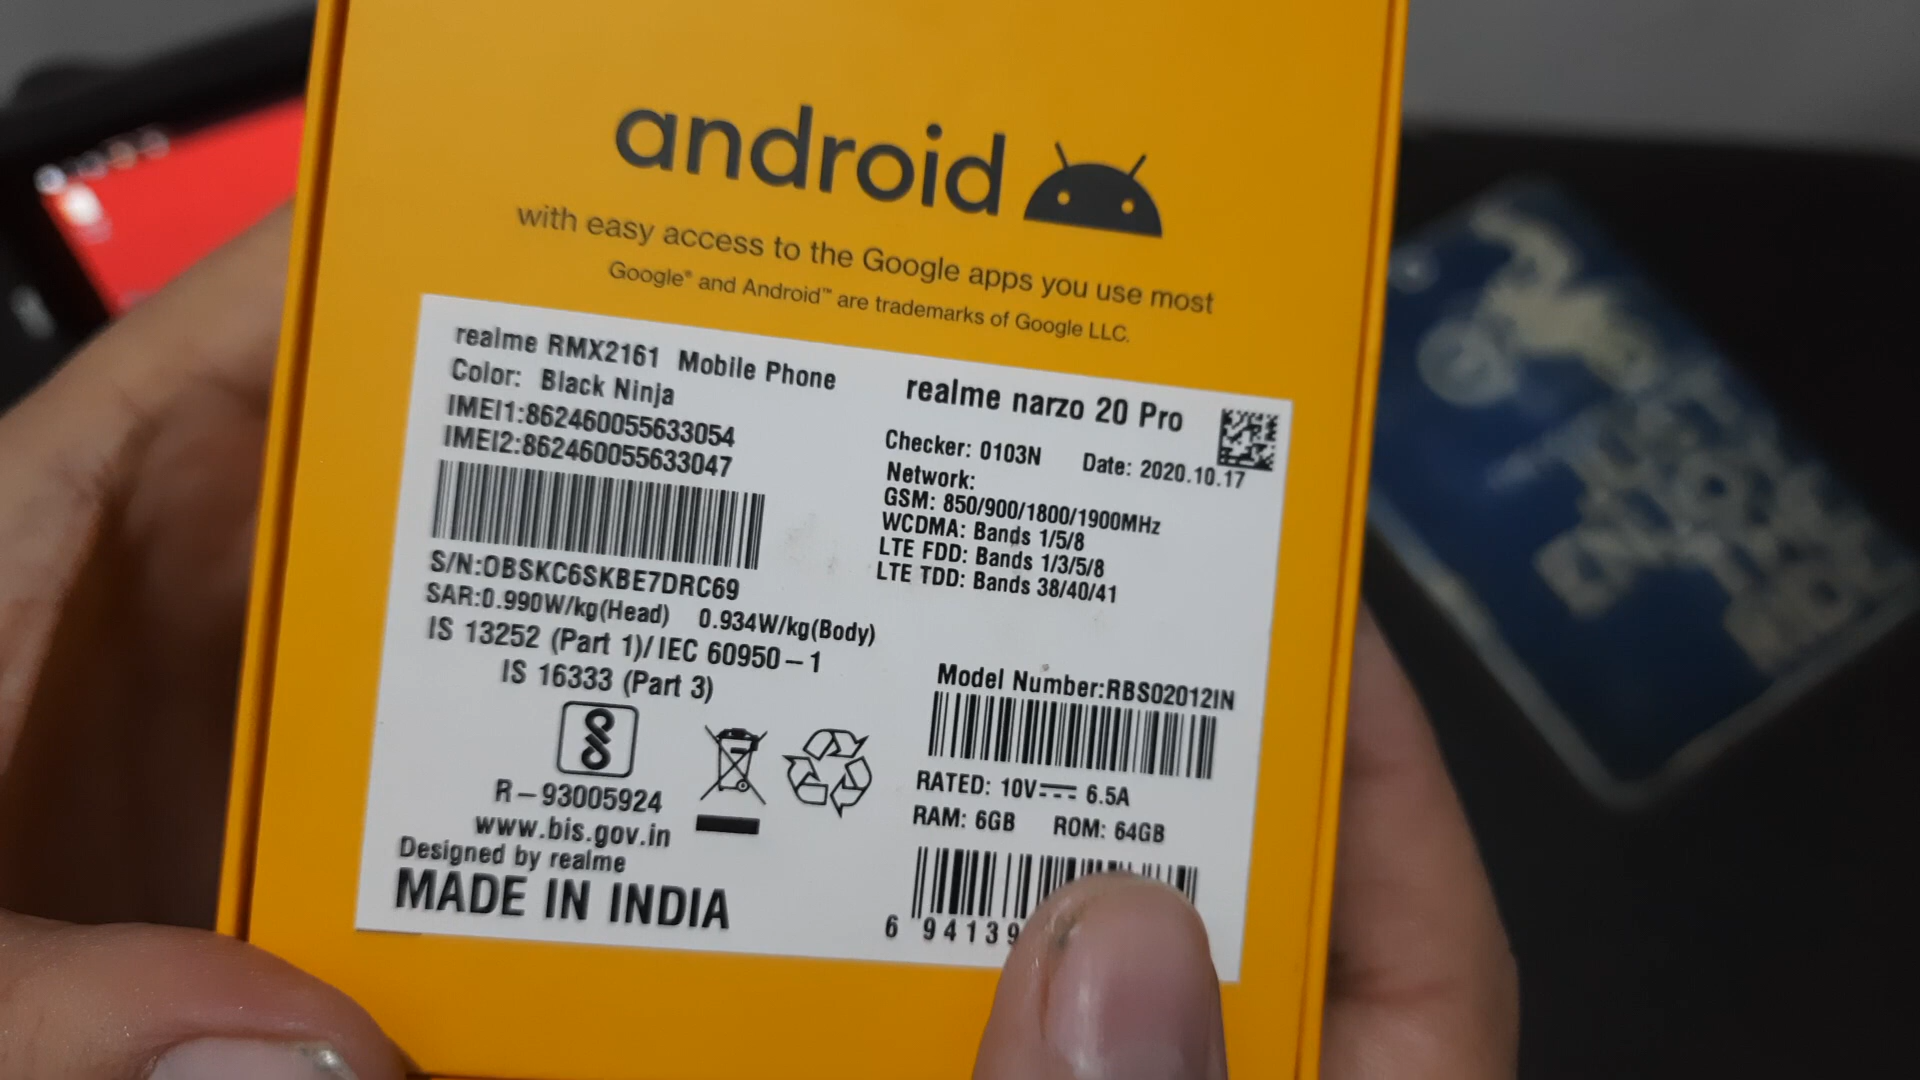 android
with easy access to the Google apps you use most
Google® and Android™ are trademarks of Google LLC.
realme RMX2161 Mobile Phone
Color: Black Ninja
IMEI1:862460055633054
IMEI2:862460055633047
S/N:OBSKC6SKBE7DRC69
SAR:0.990W/kg(Head) 0.934W/kg(Body)
IS 13252 (Part 1)/IEC 60950-1
IS 16333 (Part 3)
R-93005924
www.bis.gov.in
Designed by realme
MADE IN INDIA
realme narzo 20 Pro
Checker: 0103N Date: 2020.10.17
Network:
GSM: 850/900/1800/1900MHz
WCDMA: Bands 1/5/8
LTE FDD: Bands 1/3/5/8
LTE TDD: Bands 38/40/41
Model Number:RBS02012IN
RATED: 10V⎓ 6.5A
RAM: 6GB ROM: 64GB
6 94139